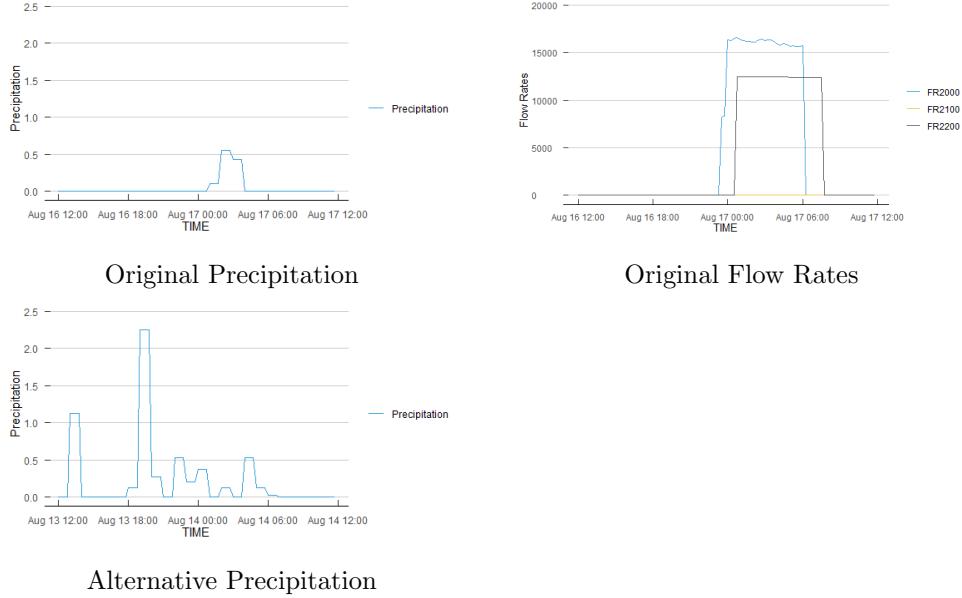 2.5
2.0
1.5
1.0
0.5
0.0
Precipitation
Aug 16 12:00 Aug 16 18:00 Aug 17 00:00 Aug 17 06:00 Aug 17 12:00
TIME
Precipitation
Original Precipitation
20000
15000
10000
5000
0
Flow Rates
Aug 16 12:00 Aug 16 18:00 Aug 17 00:00 Aug 17 06:00 Aug 17 12:00
TIME
FR2000
FR2100
FR2200
Original Flow Rates
2.5
2.0
1.5
1.0
0.5
0.0
Precipitation
Aug 13 12:00 Aug 13 18:00 Aug 14 00:00 Aug 14 06:00 Aug 14 12:00
TIME
Precipitation
Alternative Precipitation